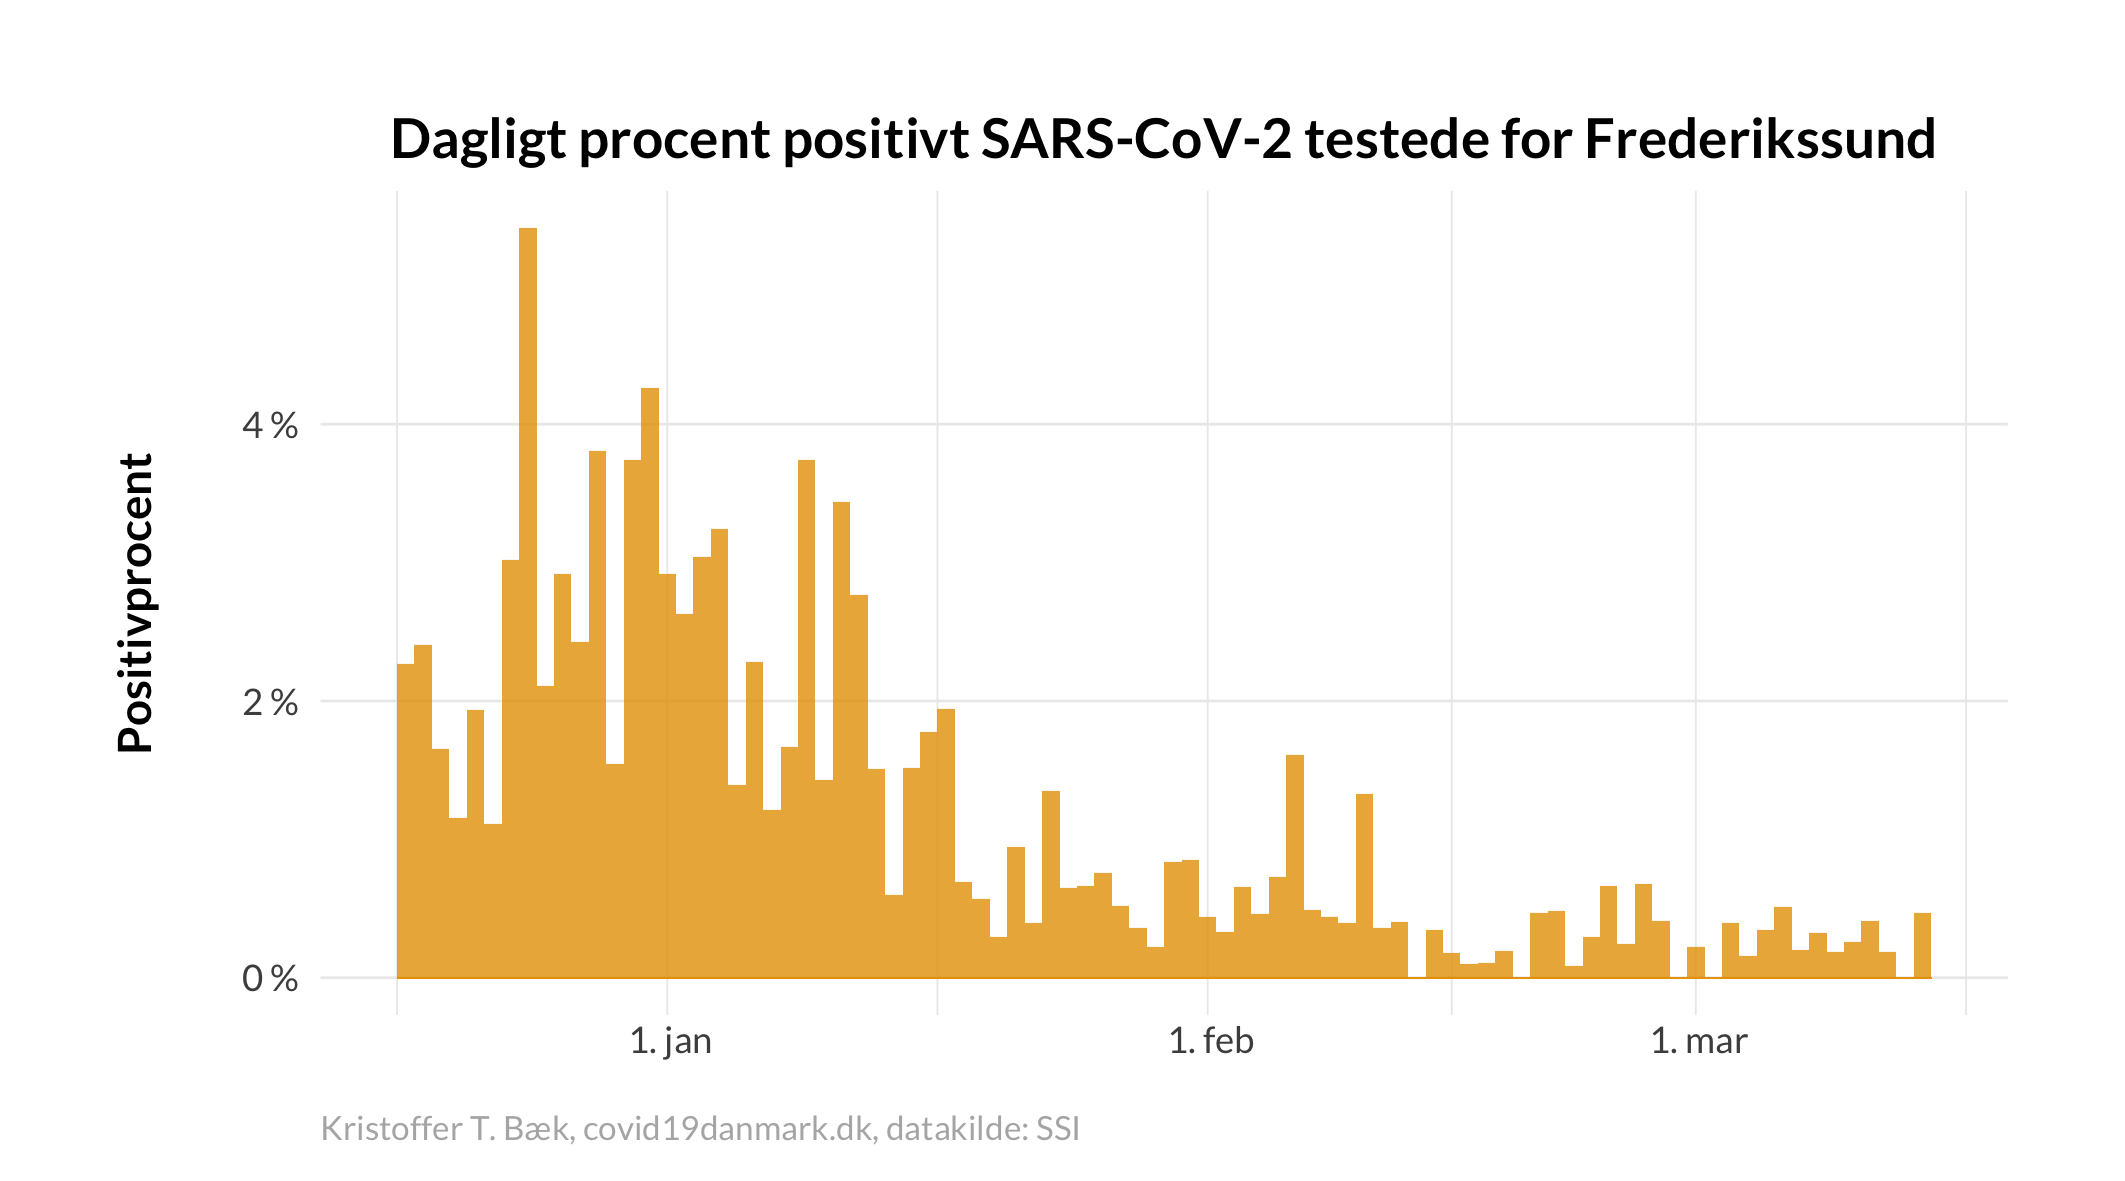 Dagligt procent positivt SARS-CoV-2 testede for Frederikssund
Positivprocent
4 %
2 %
0 %
1. jan
1. feb
1. mar
Kristoffer T. Bæk, covid19danmark.dk, datakilde: SSI